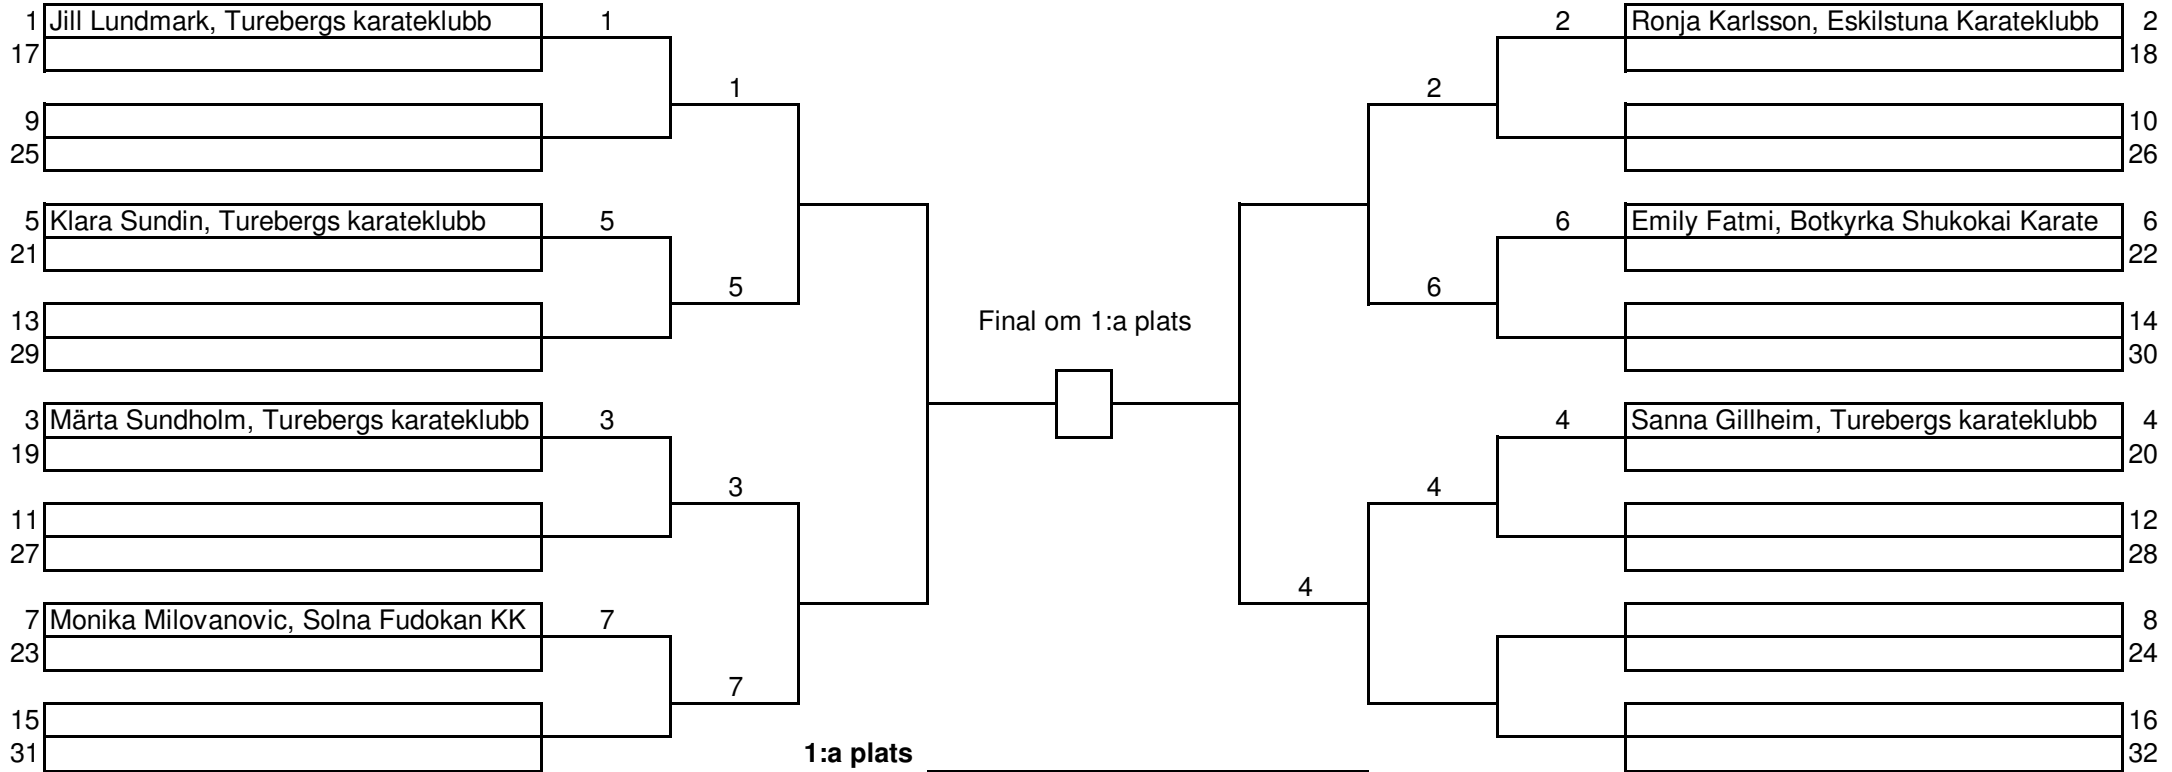 1 Jill Lundmark, Turebergs karateklubb 1 2 Ronja Karlsson, Eskilstuna Karateklubb 2
17 18
1 2
9 10
25 26
5 Klara Sundin, Turebergs karateklubb 5 6 Emily Fatmi, Botkyrka Shukokai Karate 6
21 22
5 6
13 Final om 1:a plats 14
29 30
3 Märta Sundholm, Turebergs karateklubb 3 4 Sanna Gillheim, Turebergs karateklubb 4
19 20
3 4
11 12
27 28
4
7 Monika Milovanovic, Solna Fudokan KK 7 8
23 24
7
15 16
31 1:a plats 32